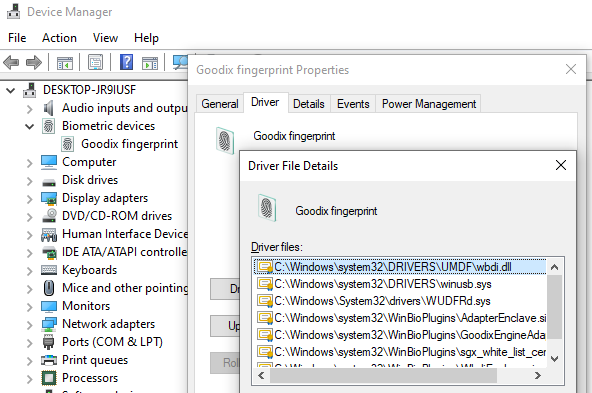 Device Manager
File Action View Help
DESKTOP-JR9IUSF
Audio inputs and outpu
Biometric devices
Goodix fingerprint
Computer
Disk drives
Display adapters
DVD/CD-ROM drives
Human Interface Device
IDE ATA/ATAPI controlle
Keyboards
Mice and other pointing
Monitors
Network adapters
Ports (COM & LPT)
Print queues
Processors
Goodix fingerprint Properties
General Driver Details Events Power Management
Goodix fingerprint
Dr
Up
Roll
Driver File Details
Goodix fingerprint
Driver files:
C:\Windows\system32\DRIVERS\UMDF\wbdi.dll
C:\Windows\system32\DRIVERS\winusb.sys
C:\Windows\System32\drivers\WUDFRd.sys
C:\Windows\system32\WinBioPlugins\AdapterEnclave.si
C:\Windows\system32\WinBioPlugins\GoodixEngineAda
C:\Windows\system32\WinBioPlugins\sgx_white_list_cer